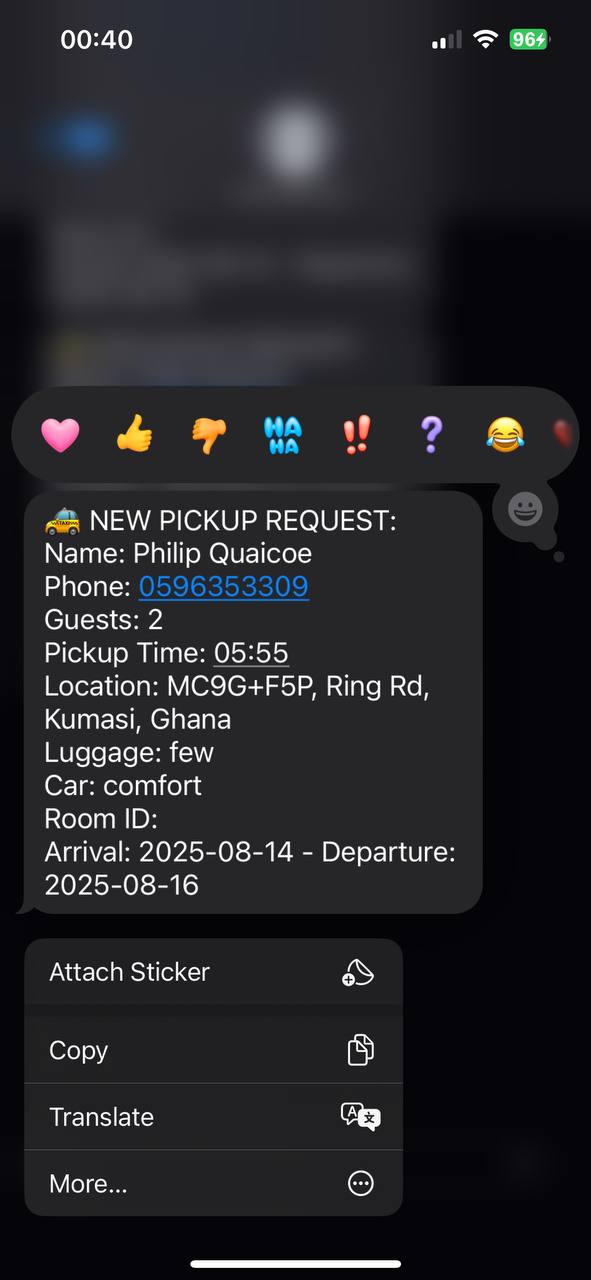 00:40
96
HA
HA
🚕 NEW PICKUP REQUEST:
Name: Philip Quaicoe
Phone: 0596353309
Guests: 2
Pickup Time: 05:55
Location: MC9G+F5P, Ring Rd,
Kumasi, Ghana
Luggage: few
Car: comfort
Room ID:
Arrival: 2025-08-14 - Departure:
2025-08-16
Attach Sticker
Copy
Translate
More...